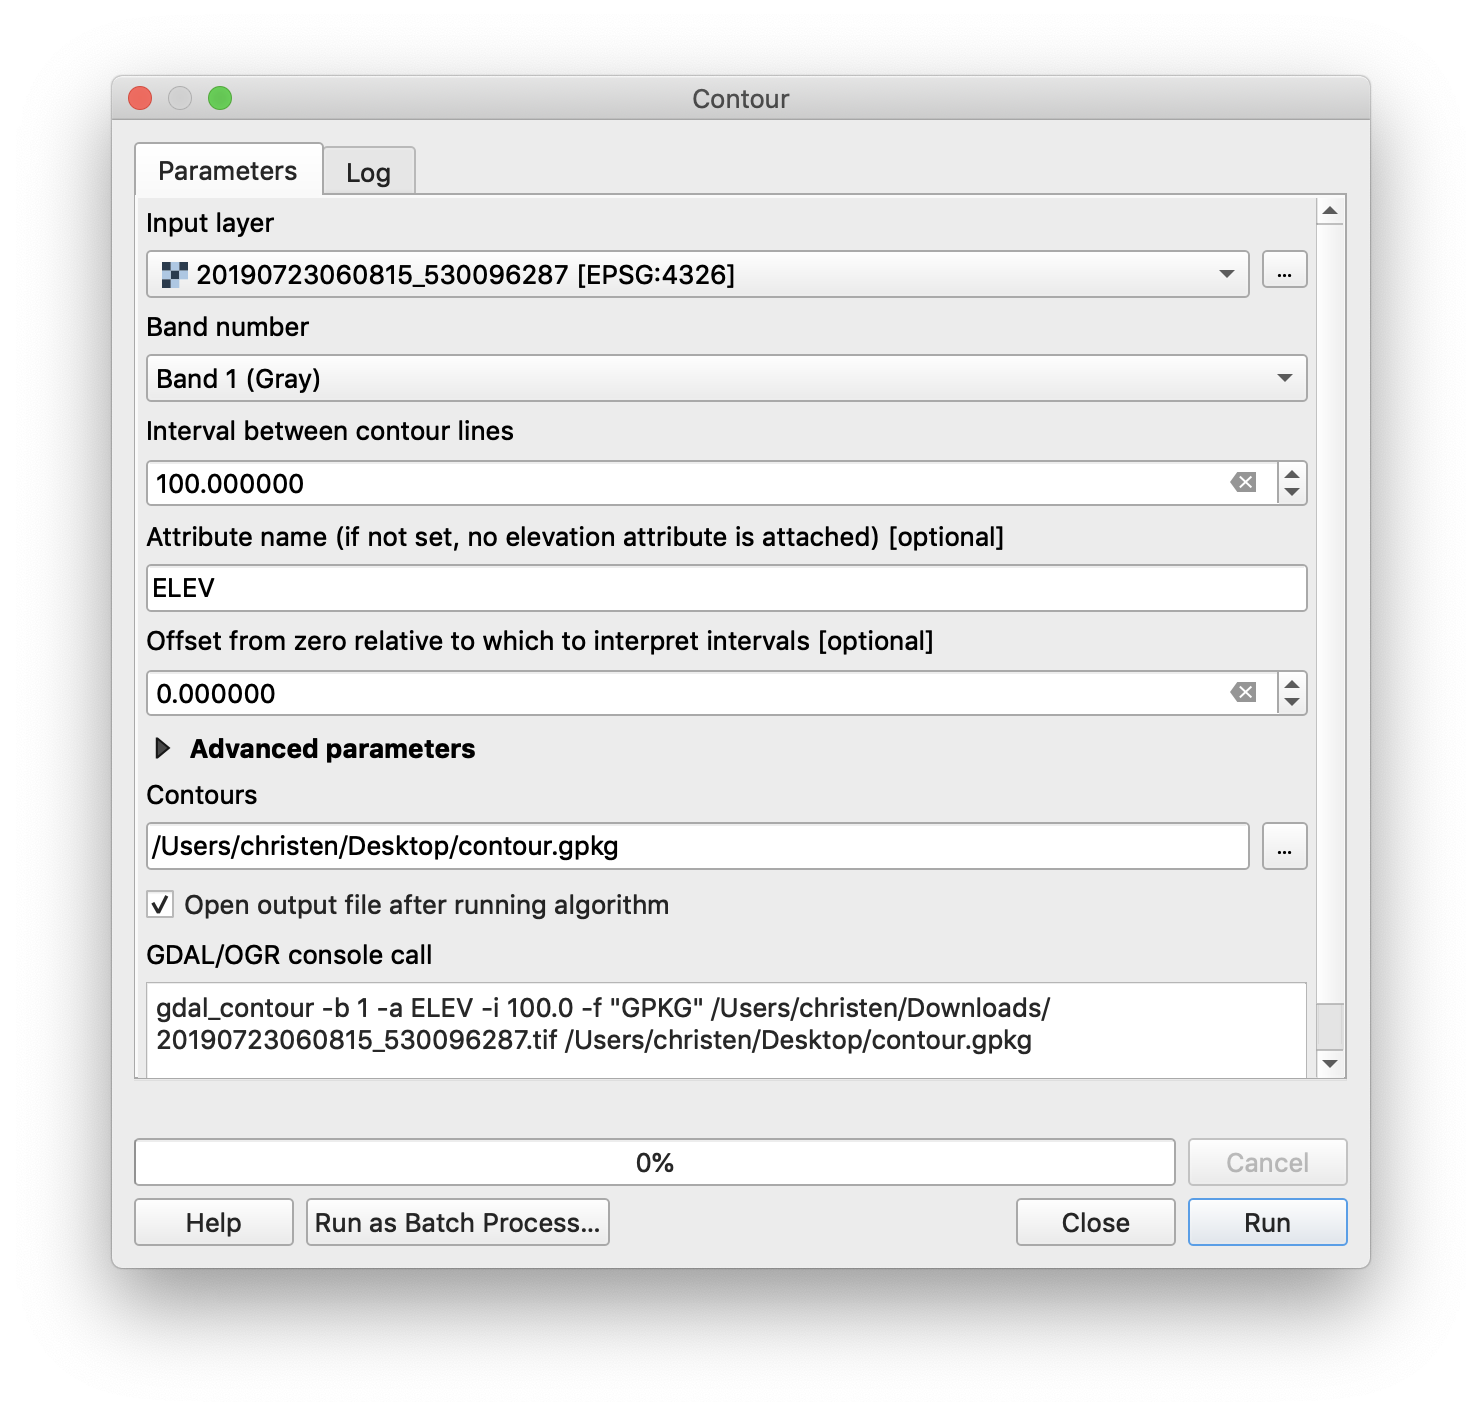 Contour
Parameters
Log
Input layer
20190723060815_530096287 [EPSG:4326]
...
Band number
Band 1 (Gray)
Interval between contour lines
100.000000
Attribute name (if not set, no elevation attribute is attached) [optional]
ELEV
Offset from zero relative to which to interpret intervals [optional]
0.000000
Advanced parameters
Contours
/Users/christen/Desktop/contour.gpkg
...
Open output file after running algorithm
GDAL/OGR console call
gdal_contour -b 1 -a ELEV -i 100.0 -f "GPKG" /Users/christen/Downloads/
20190723060815_530096287.tif /Users/christen/Desktop/contour.gpkg
0%
Cancel
Help
Run as Batch Process...
Close
Run